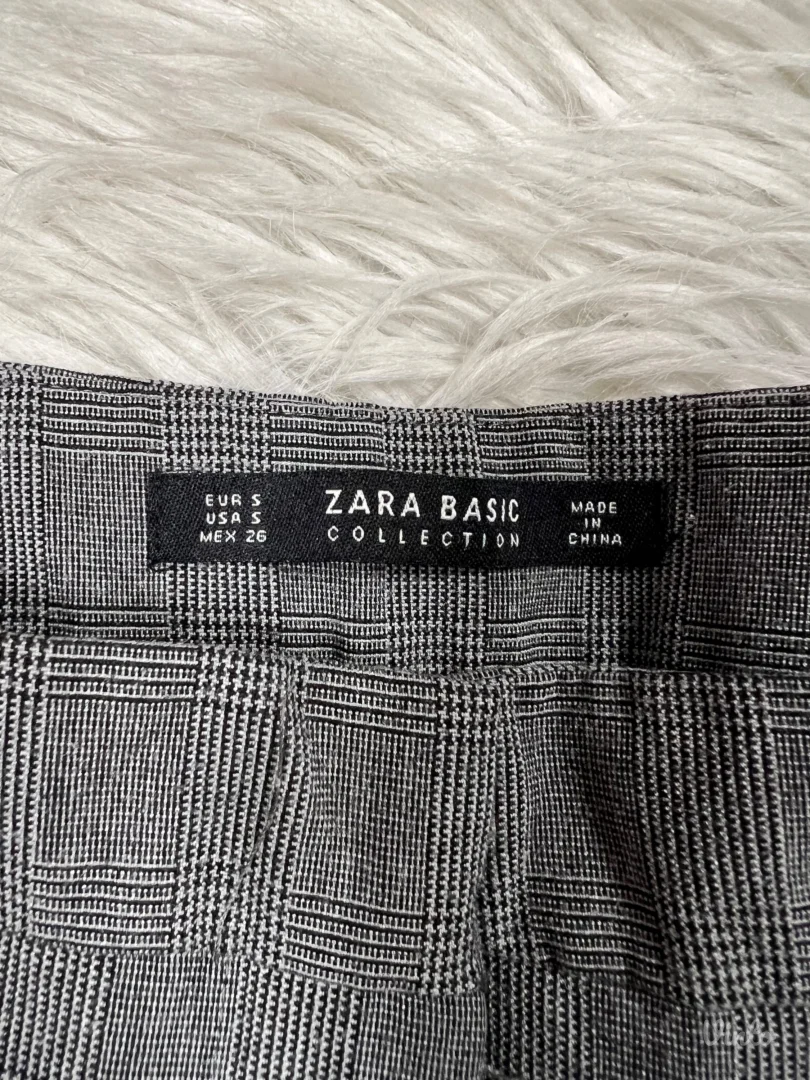 EUR S
USA S
MEX 26
ZARA BASIC
COLLECTION
MADE
IN
CHINA